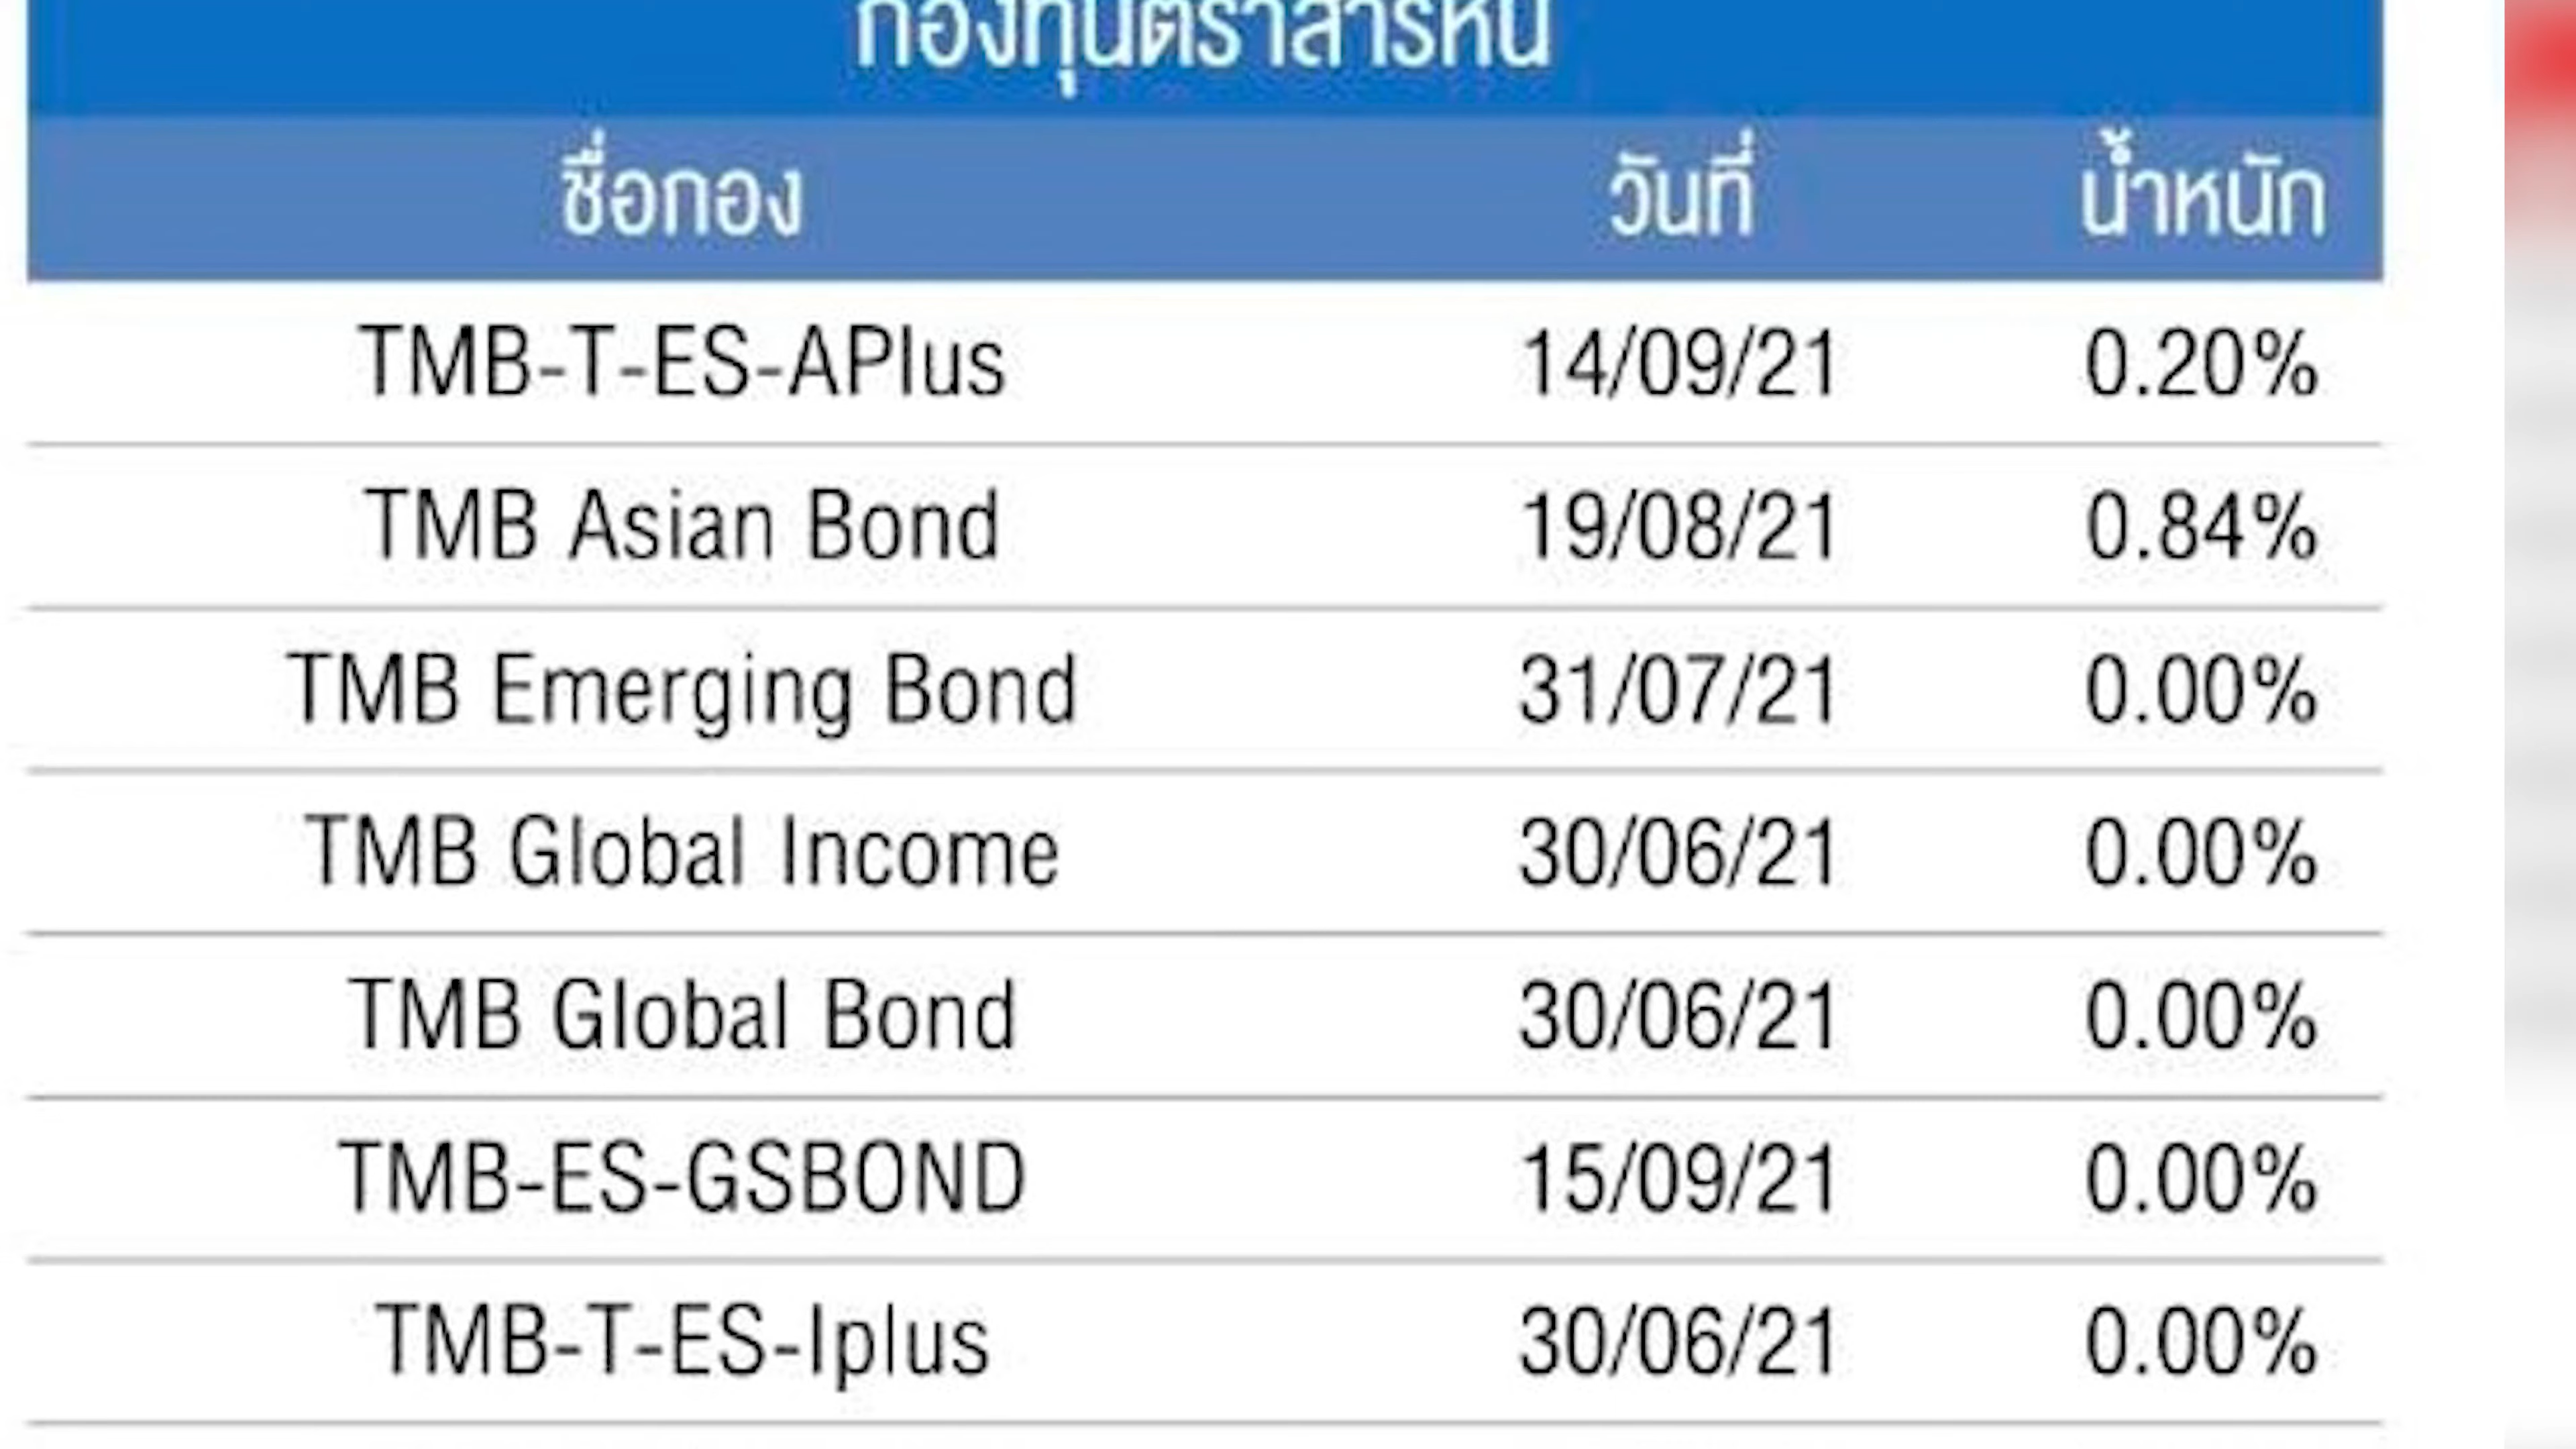 กองทุนตราสารหนี้
ชื่อกอง วันที่ น้ำหนัก
TMB-T-ES-APlus 14/09/21 0.20%
TMB Asian Bond 19/08/21 0.84%
TMB Emerging Bond 31/07/21 0.00%
TMB Global Income 30/06/21 0.00%
TMB Global Bond 30/06/21 0.00%
TMB-ES-GSBOND 15/09/21 0.00%
TMB-T-ES-Iplus 30/06/21 0.00%